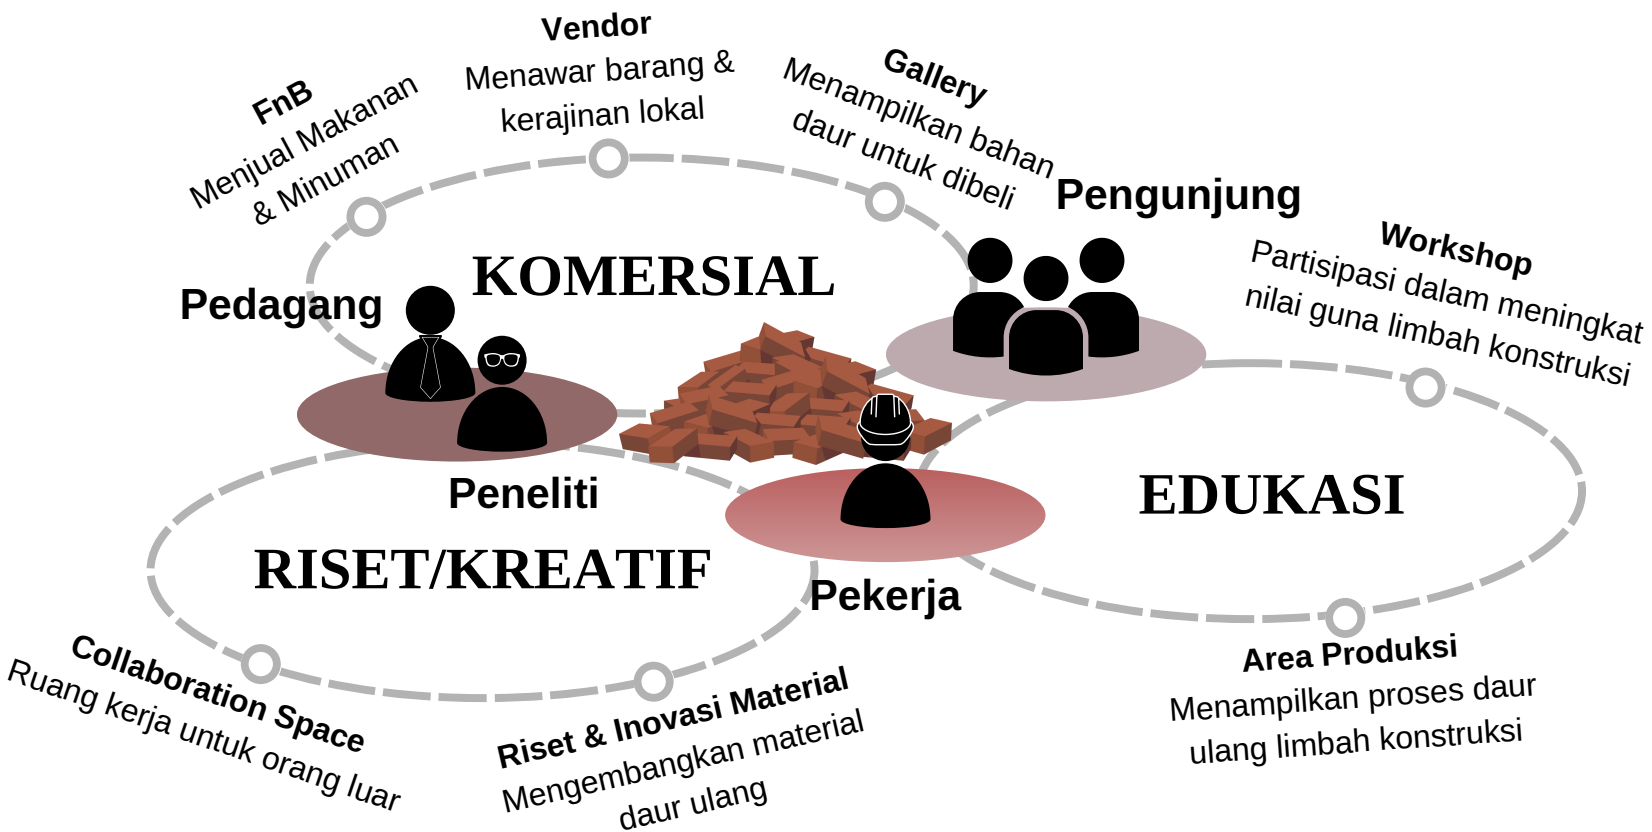 Vendor
Menawar barang &
kerajinan lokal
FnB
Menjual Makanan
& Minuman
Gallery
Menampilkan bahan
daur untuk dibeli
Pengunjung
Workshop
Partisipasi dalam meningkat
nilai guna limbah konstruksi
KOMERSIAL
Pedagang
Peneliti
EDUKASI
RISET/KREATIF
Pekerja
Collaboration Space
Ruang kerja untuk orang luar
Riset & Inovasi Material
Mengembangkan material
daur ulang
Area Produksi
Menampilkan proses daur
ulang limbah konstruksi